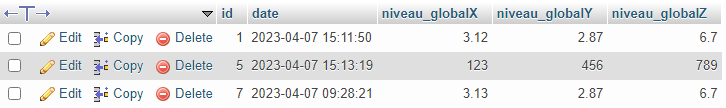 id date niveau_globalX niveau_globalY niveau_globalZ
Edit Copy Delete 1 2023-04-07 15:11:50 3.12 2.87 6.7
Edit Copy Delete 5 2023-04-07 15:13:19 123 456 789
Edit Copy Delete 7 2023-04-07 09:28:21 3.13 2.87 6.7